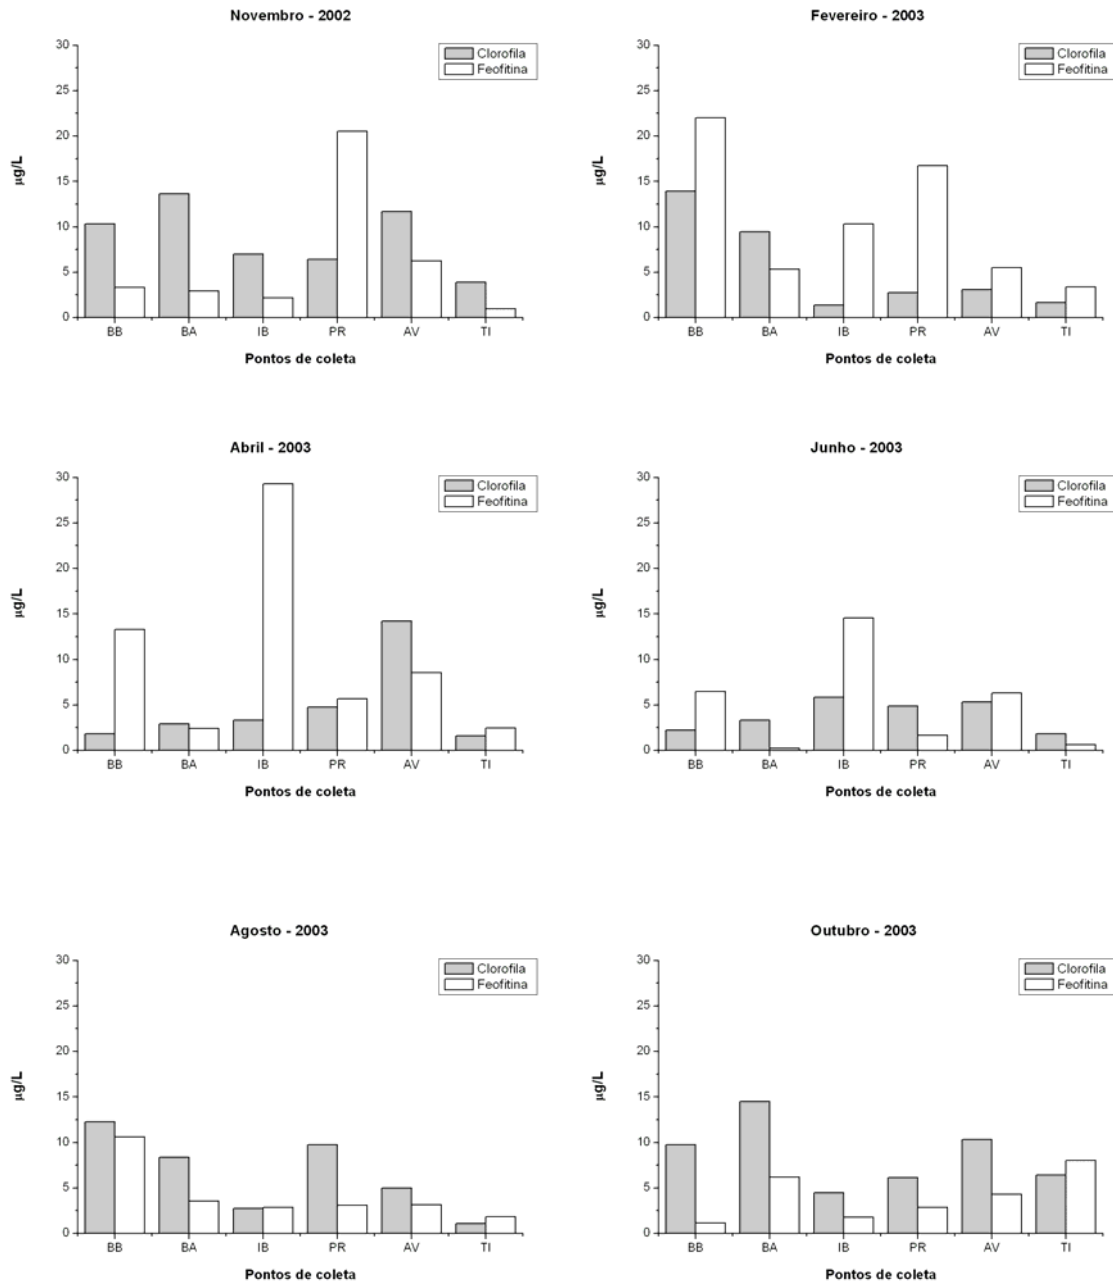 Novembro - 2002
30
25
20
15
10
5
0
µg/L
Clorofila
Feofitina
BB BA IB PR AV TI
Pontos de coleta
Fevereiro - 2003
30
25
20
15
10
5
0
µg/L
Clorofila
Feofitina
BB BA IB PR AV TI
Pontos de coleta
Abril - 2003
30
25
20
15
10
5
0
µg/L
Clorofila
Feofitina
BB BA IB PR AV TI
Pontos de coleta
Junho - 2003
30
25
20
15
10
5
0
µg/L
Clorofila
Feofitina
BB BA IB PR AV TI
Pontos de coleta
Agosto - 2003
30
25
20
15
10
5
0
µg/L
Clorofila
Feofitina
BB BA IB PR AV TI
Pontos de coleta
Outubro - 2003
30
25
20
15
10
5
0
µg/L
Clorofila
Feofitina
BB BA IB PR AV TI
Pontos de coleta